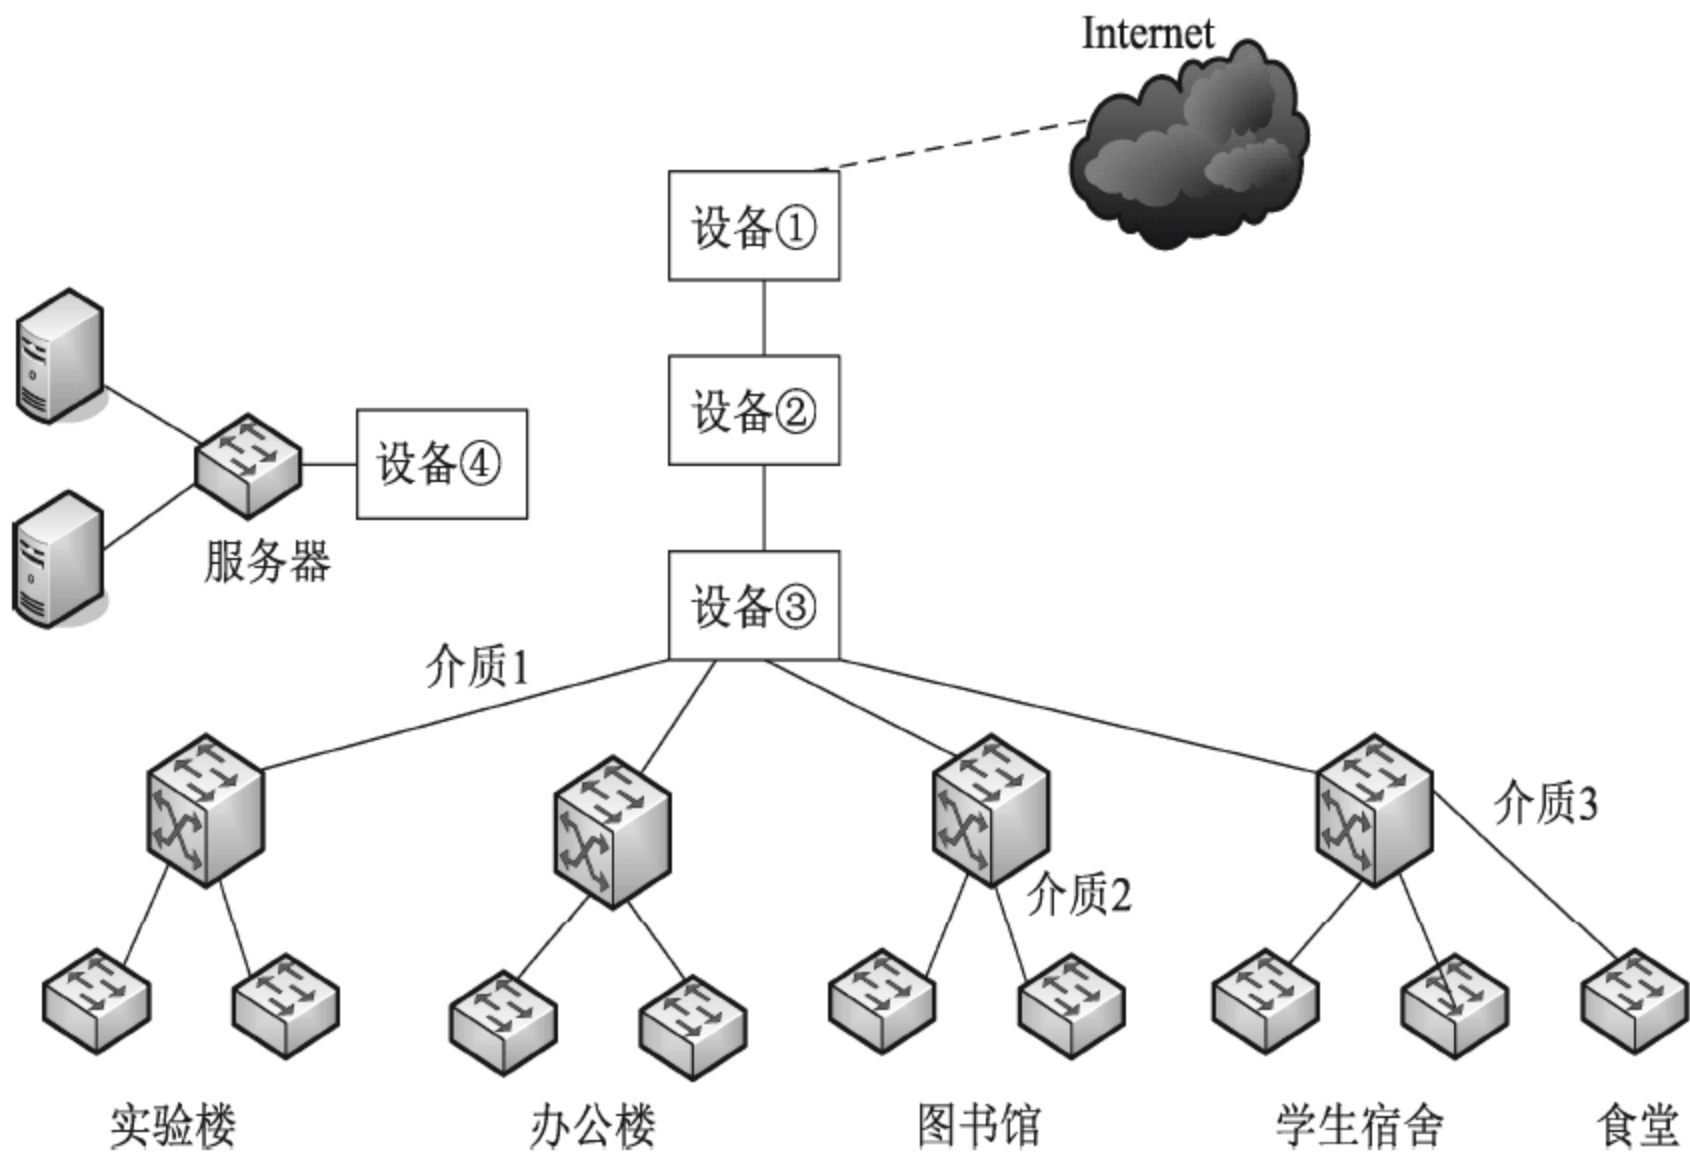 Internet
设备①
设备②
设备④
服务器
设备③
介质1
介质3
介质2
实验楼
办公楼
图书馆
学生宿舍
食堂